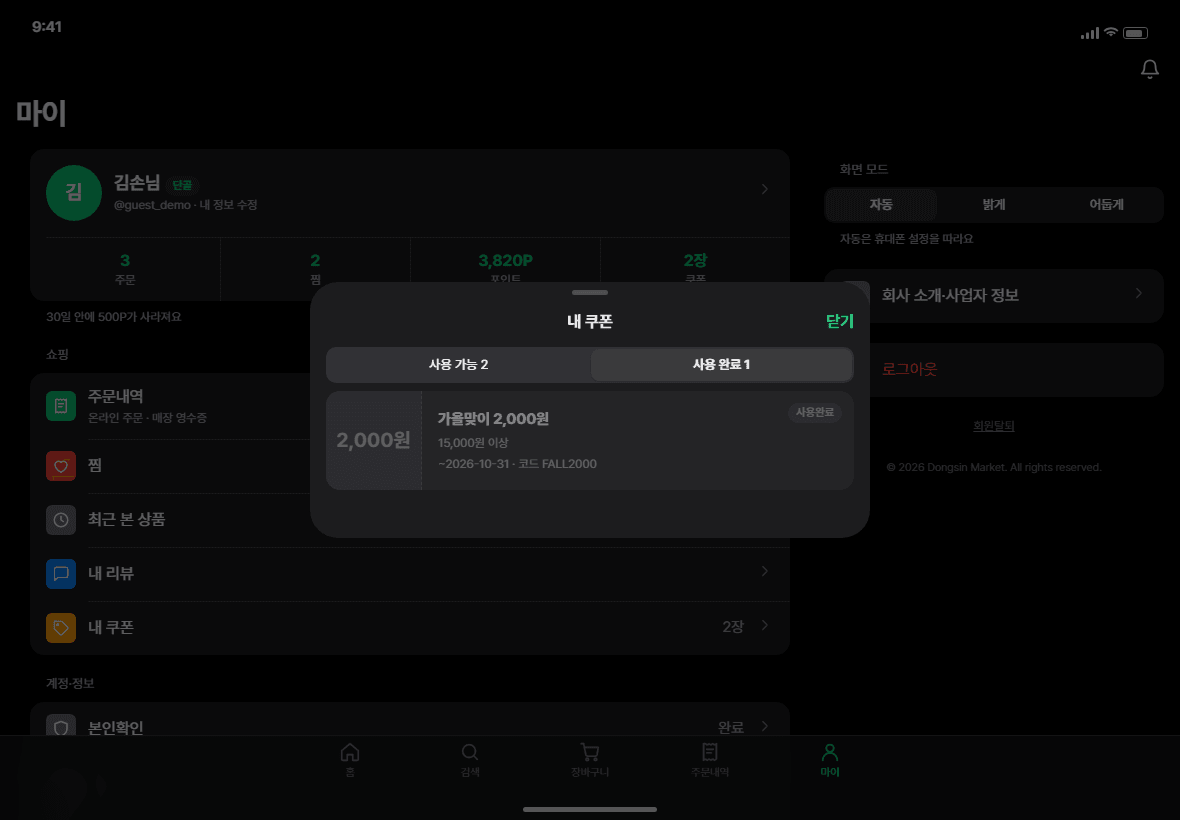 9:41
마이
김
김손님 단골
@guest_demo · 내 정보 수정
3
주문
2
찜
3,820P
포인트
2장
쿠폰
30일 안에 500P가 사라져요
쇼핑
주문내역
온라인 주문 · 매장 영수증
찜
최근 본 상품
내 리뷰
내 쿠폰
2장
계정·정보
본인확인
완료
화면 모드
자동
밝게
어둡게
자동은 휴대폰 설정을 따라요
회사 소개·사업자 정보
로그아웃
회원탈퇴
© 2026 Dongsin Market. All rights reserved.
내 쿠폰
닫기
사용 가능 2
사용 완료 1
2,000원
가을맞이 2,000원
사용완료
15,000원 이상
~2026-10-31 · 코드 FALL2000
홈
검색
장바구니
주문내역
마이